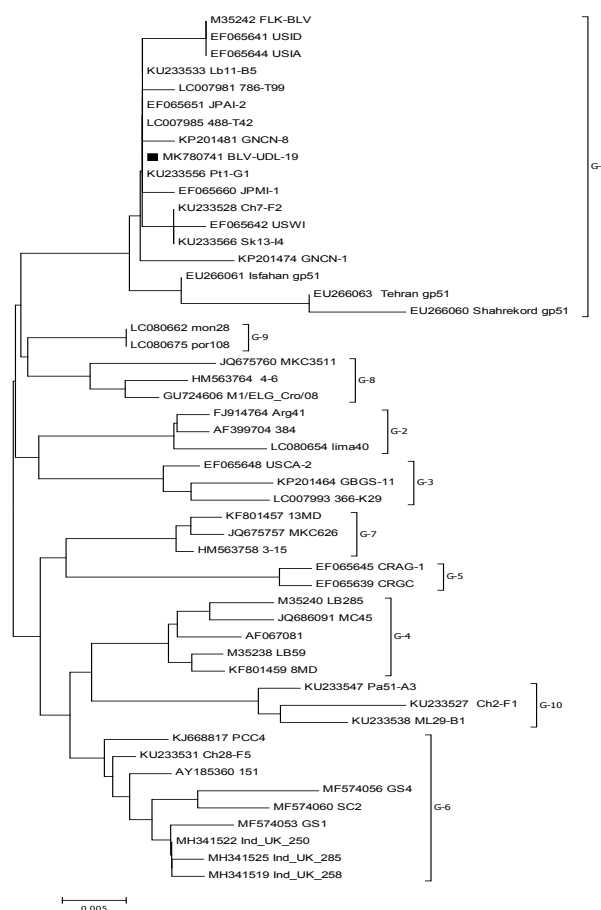 M35242 FLK-BLV
EF065641 USID
EF065644 USIA
KU233533 Lb11-B5
LC007981 786-T99
EF065651 JPAI-2
LC007985 488-T42
KP201481 GNCN-8
MK780741 BLV-UDL-19
G-
KU233556 Pt1-G1
EF065660 JPMI-1
KU233528 Ch7-F2
EF065642 USWI
KU233566 Sk13-I4
KP201474 GNCN-1
EU266061 Isfahan gp51
EU266063 Tehran gp51
EU266060 Shahrekord gp51
LC080662 mon28
G-9
LC080675 por108
JQ675760 MKC3511
HM563764 4-6
G-8
GU724606 M1/ELG_Cro/08
FJ914764 Arg41
AF399704 384
G-2
LC080654 lima40
EF065648 USCA-2
KP201464 GBGS-11
G-3
LC007993 366-K29
KF801457 13MD
JQ675757 MKC626
G-7
HM563758 3-15
EF065645 CRAG-1
G-5
EF065639 CRGC
M35240 LB285
JQ686091 MC45
AF067081
G-4
M35238 LB59
KF801459 8MD
KU233547 Pa51-A3
KU233527 Ch2-F1
G-10
KU233538 ML29-B1
KJ668817 PCC4
KU233531 Ch28-F5
AY185360 151
MF574056 GS4
MF574060 SC2
G-6
MF574053 GS1
MH341522 Ind_UK_250
MH341525 Ind_UK_285
MH341519 Ind_UK_258
0.005